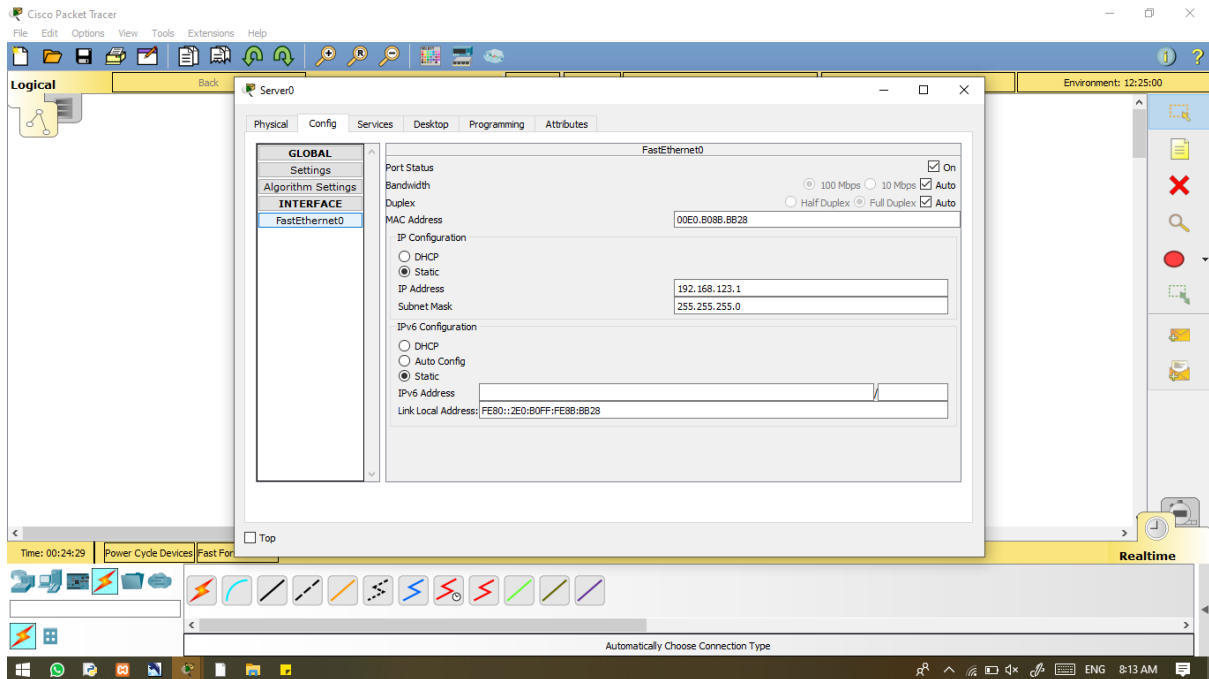 Cisco Packet Tracer
File Edit Options View Tools Extensions Help
Logical
Back
Environment: 12:25:00
Server0
Physical Config Services Desktop Programming Attributes
GLOBAL
Settings
Algorithm Settings
INTERFACE
FastEthernet0
FastEthernet0
Port Status On
Bandwidth 100 Mbps 10 Mbps Auto
Duplex Half Duplex Full Duplex Auto
MAC Address 00E0.B08B.BB28
IP Configuration
DHCP
Static
IP Address 192.168.123.1
Subnet Mask 255.255.255.0
IPv6 Configuration
DHCP
Auto Config
Static
IPv6 Address /
Link Local Address: FE80::2E0:B0FF:FE8B:BB28
Top
Time: 00:24:29 Power Cycle Devices Fast For
Realtime
Automatically Choose Connection Type
ENG 8:13 AM